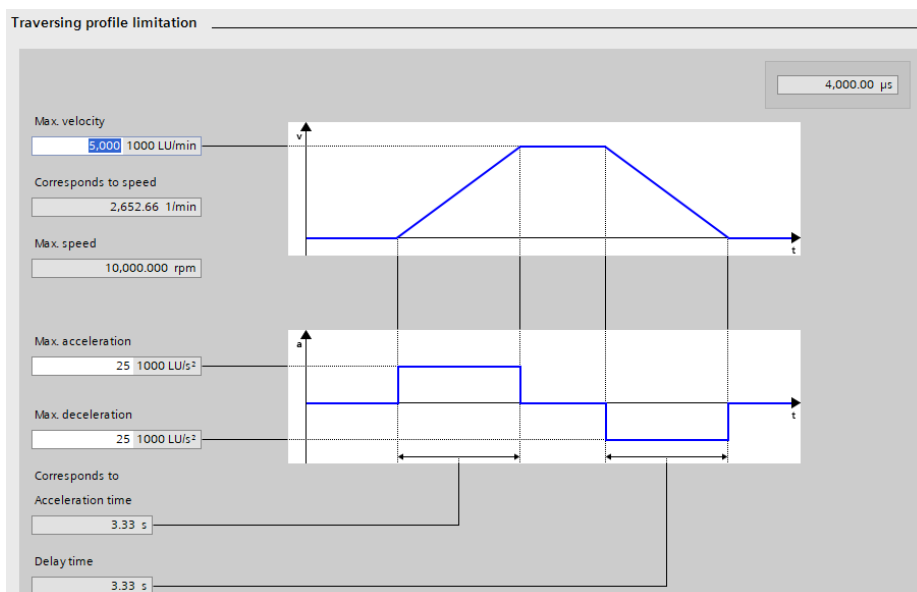 Traversing profile limitation
4,000.00 µs
Max. velocity
5,000 1000 LU/min
v
Corresponds to speed
2,652.66 1/min
Max. speed
10,000.000 rpm
t
Max. acceleration
25 1000 LU/s²
a
Max. deceleration
25 1000 LU/s²
t
Corresponds to
Acceleration time
3.33 s
Delay time
3.33 s